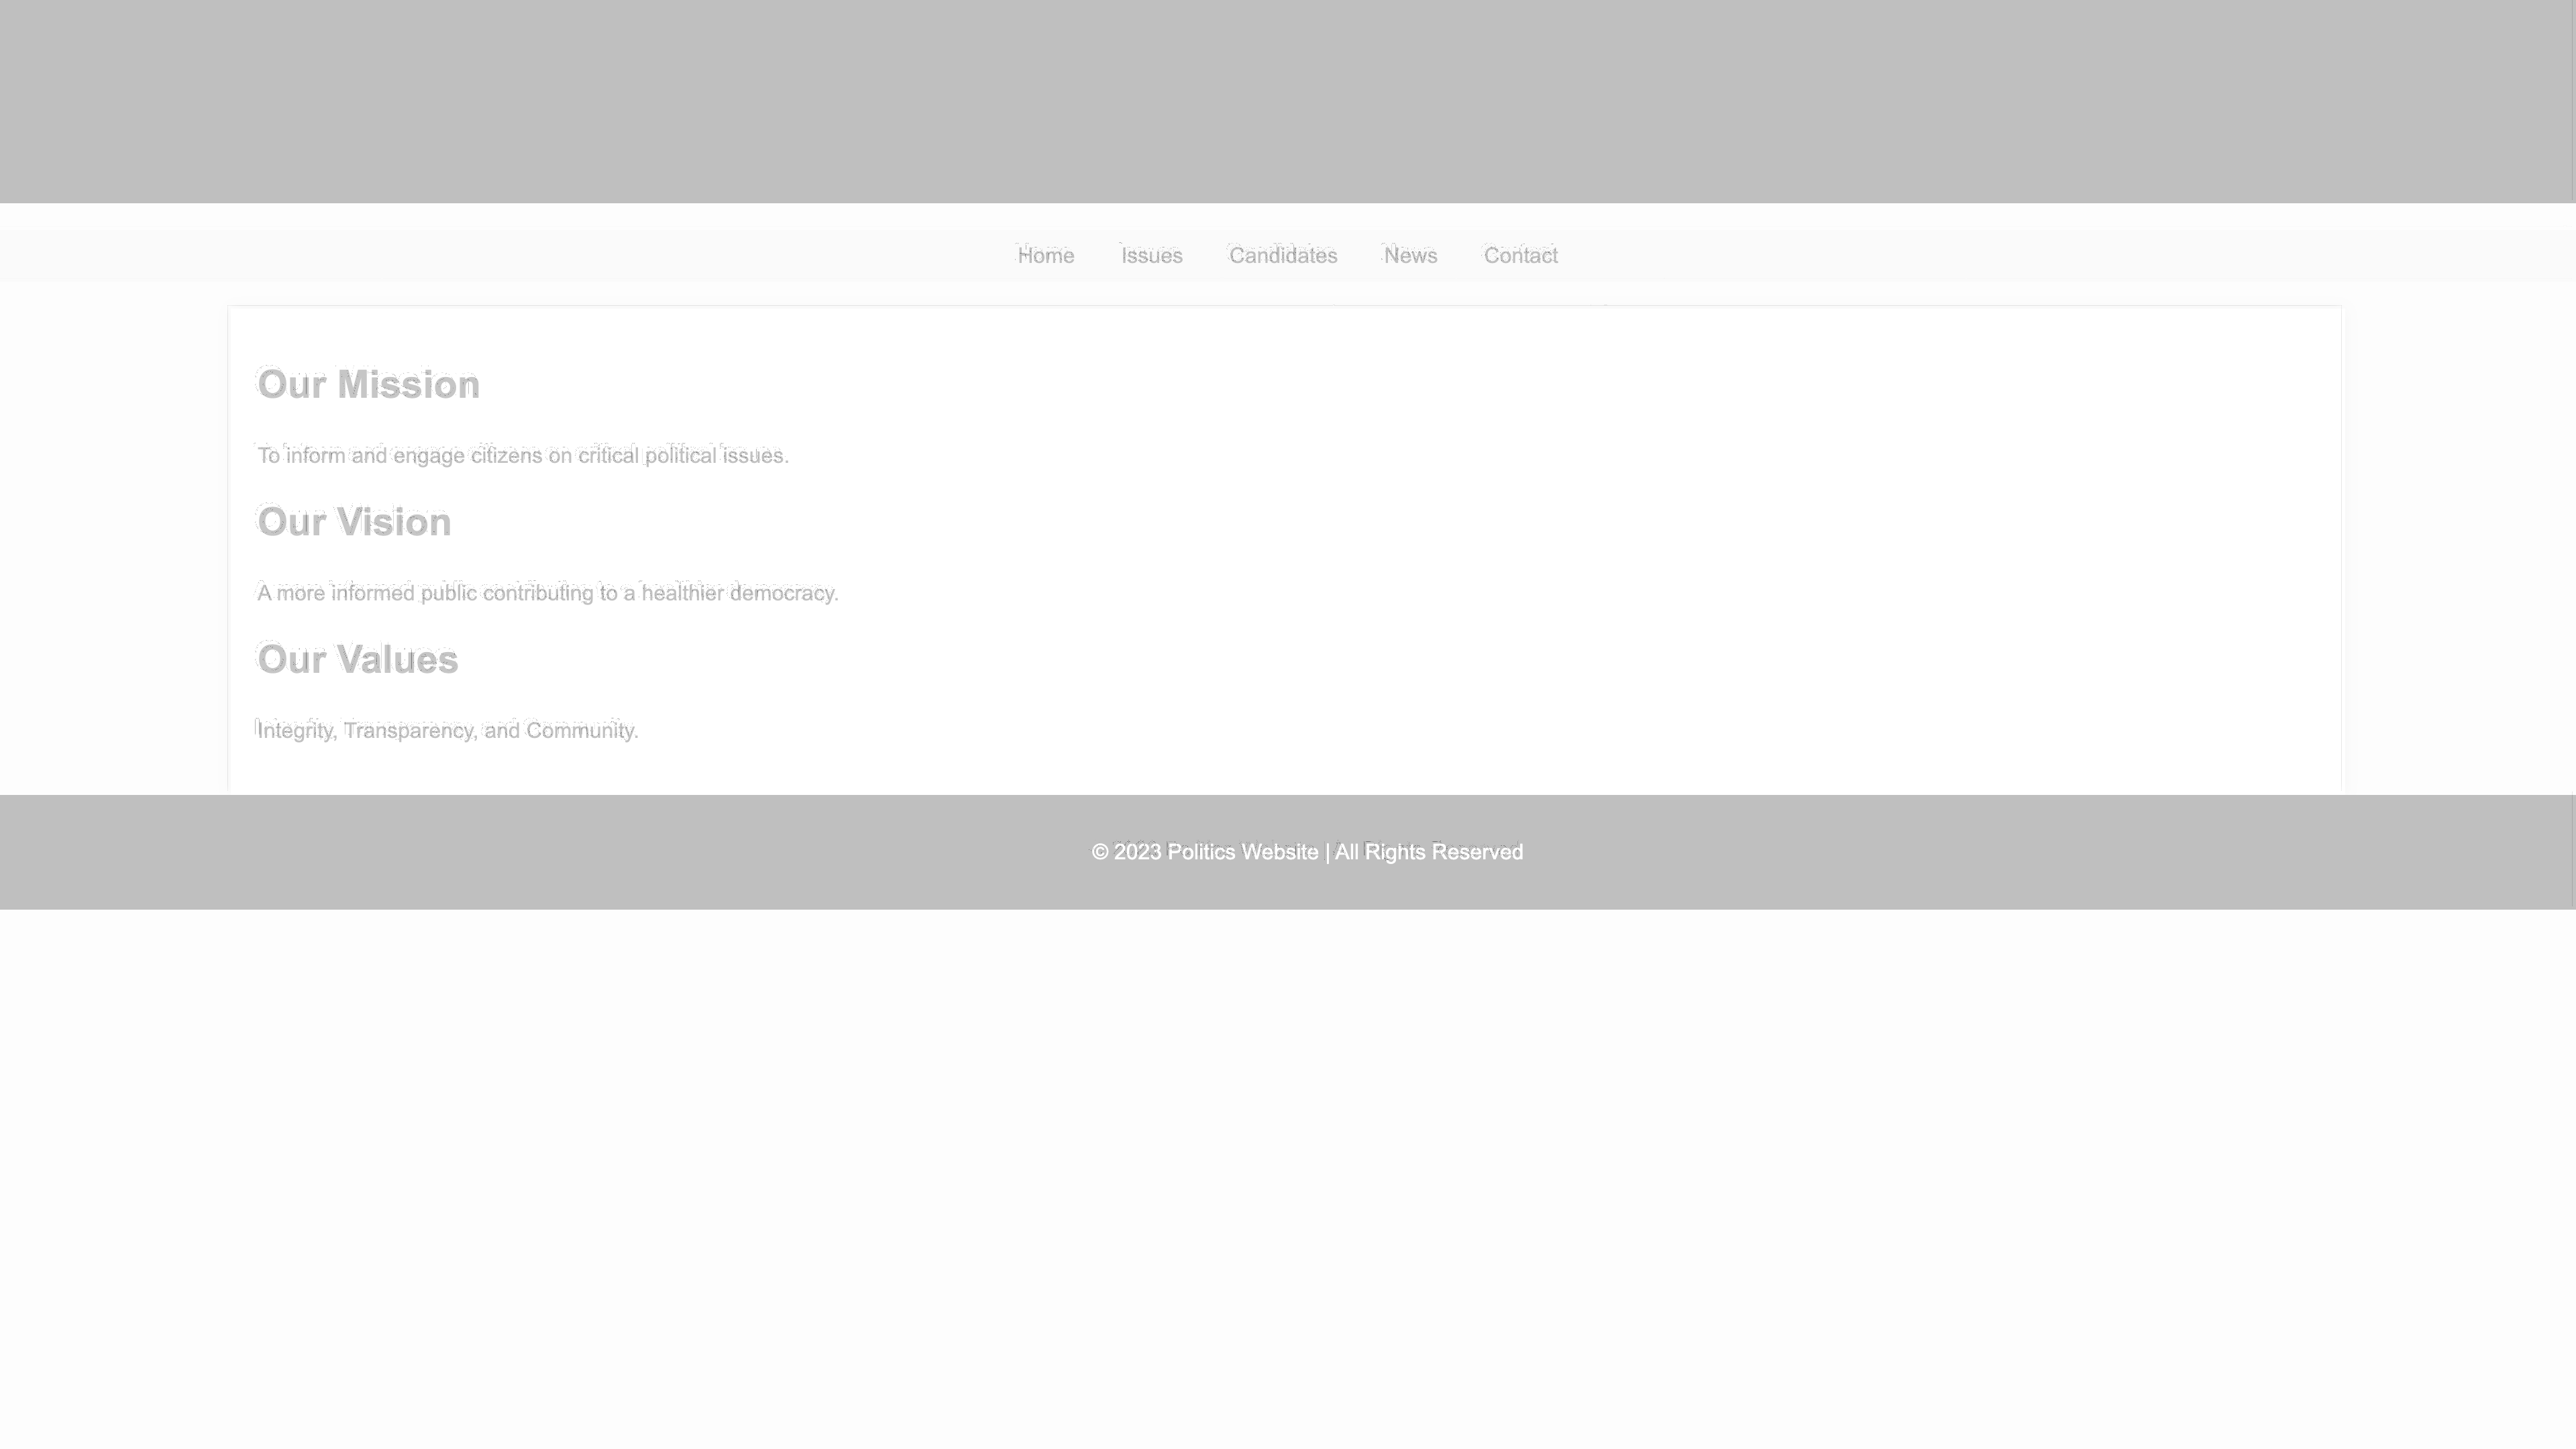 Home Issues Candidates News Contact
Our Mission
To inform and engage citizens on critical political issues.
Our Vision
A more informed public contributing to a healthier democracy.
Our Values
Integrity, Transparency, and Community.
© 2023 Politics Website | All Rights Reserved